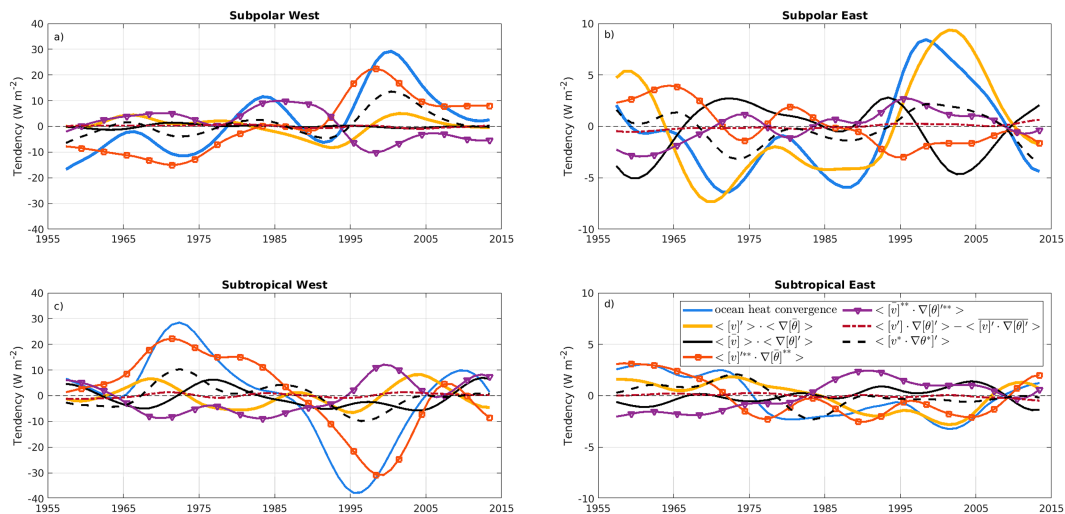 Subpolar West
a)
Tendency (W m⁻²)
40
30
20
10
0
-10
-20
-30
-40
1955 1965 1975 1985 1995 2005 2015
Subpolar East
b)
Tendency (W m⁻²)
10
5
0
-5
-10
1955 1965 1975 1985 1995 2005 2015
Subtropical West
c)
Tendency (W m⁻²)
40
30
20
10
0
-10
-20
-30
-40
1955 1965 1975 1985 1995 2005 2015
Subtropical East
d)
Tendency (W m⁻²)
10
5
0
-5
-10
1955 1965 1975 1985 1995 2005 2015
ocean heat convergence
< [v]′ > · < ∇[θ̄] >
< [v̄] > · < ∇[θ]′ >
< [v]′** · ∇[θ̄]** >
< [v̄]** · ∇[θ]′** >
< [v′] · ∇[θ]′ > − < \overline{[v]′ · ∇[θ]′} >
< [v* · ∇θ*]′ >